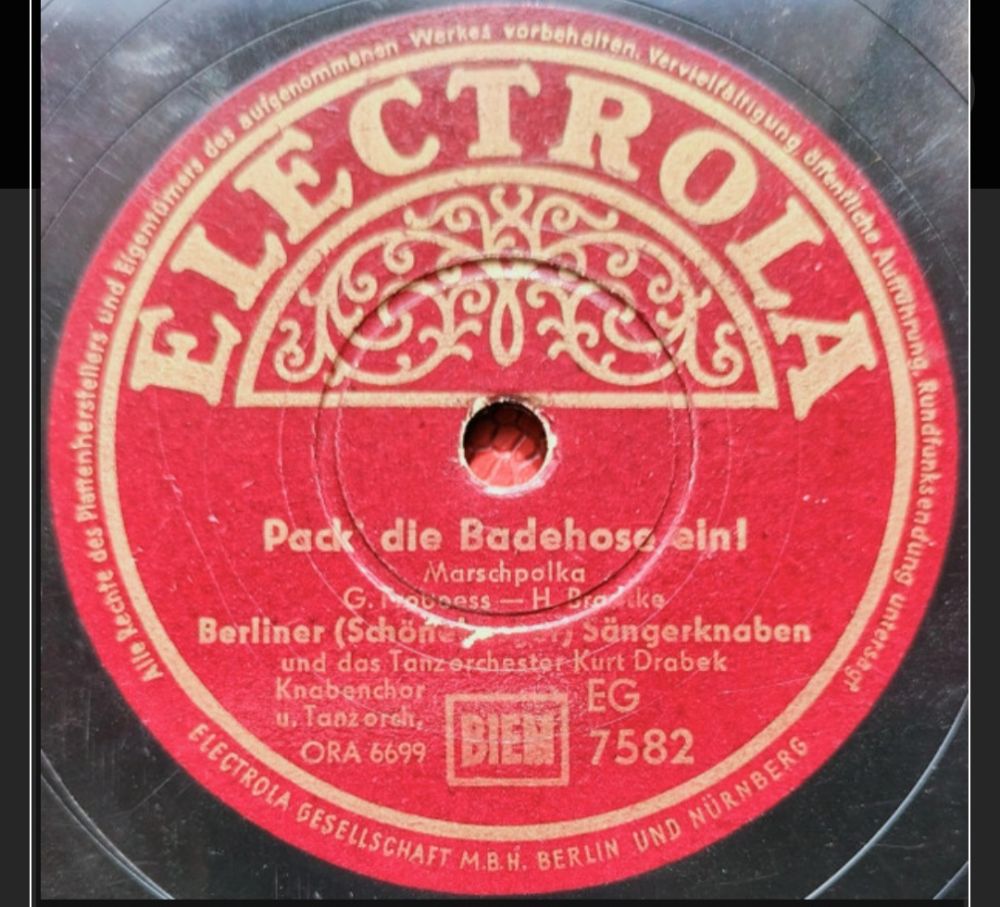 Alle Rechte des Plattenherstellers und Eigentümers des aufgenommenen Werkes vorbehalten. Vervielfältigung öffentliche Aufführung, Rundfunksendung untersagt
ELECTROLA
Pack' die Badehose ein!
Marschpolka
G. — H.
Berliner (Schöneberger) Sängerknaben
und das Tanzorchester Kurt Drabek
Knabenchor
u. Tanzorch.
ORA 6699
BIEM
EG
7582
ELECTROLA GESELLSCHAFT M.B.H. BERLIN UND NÜRNBERG